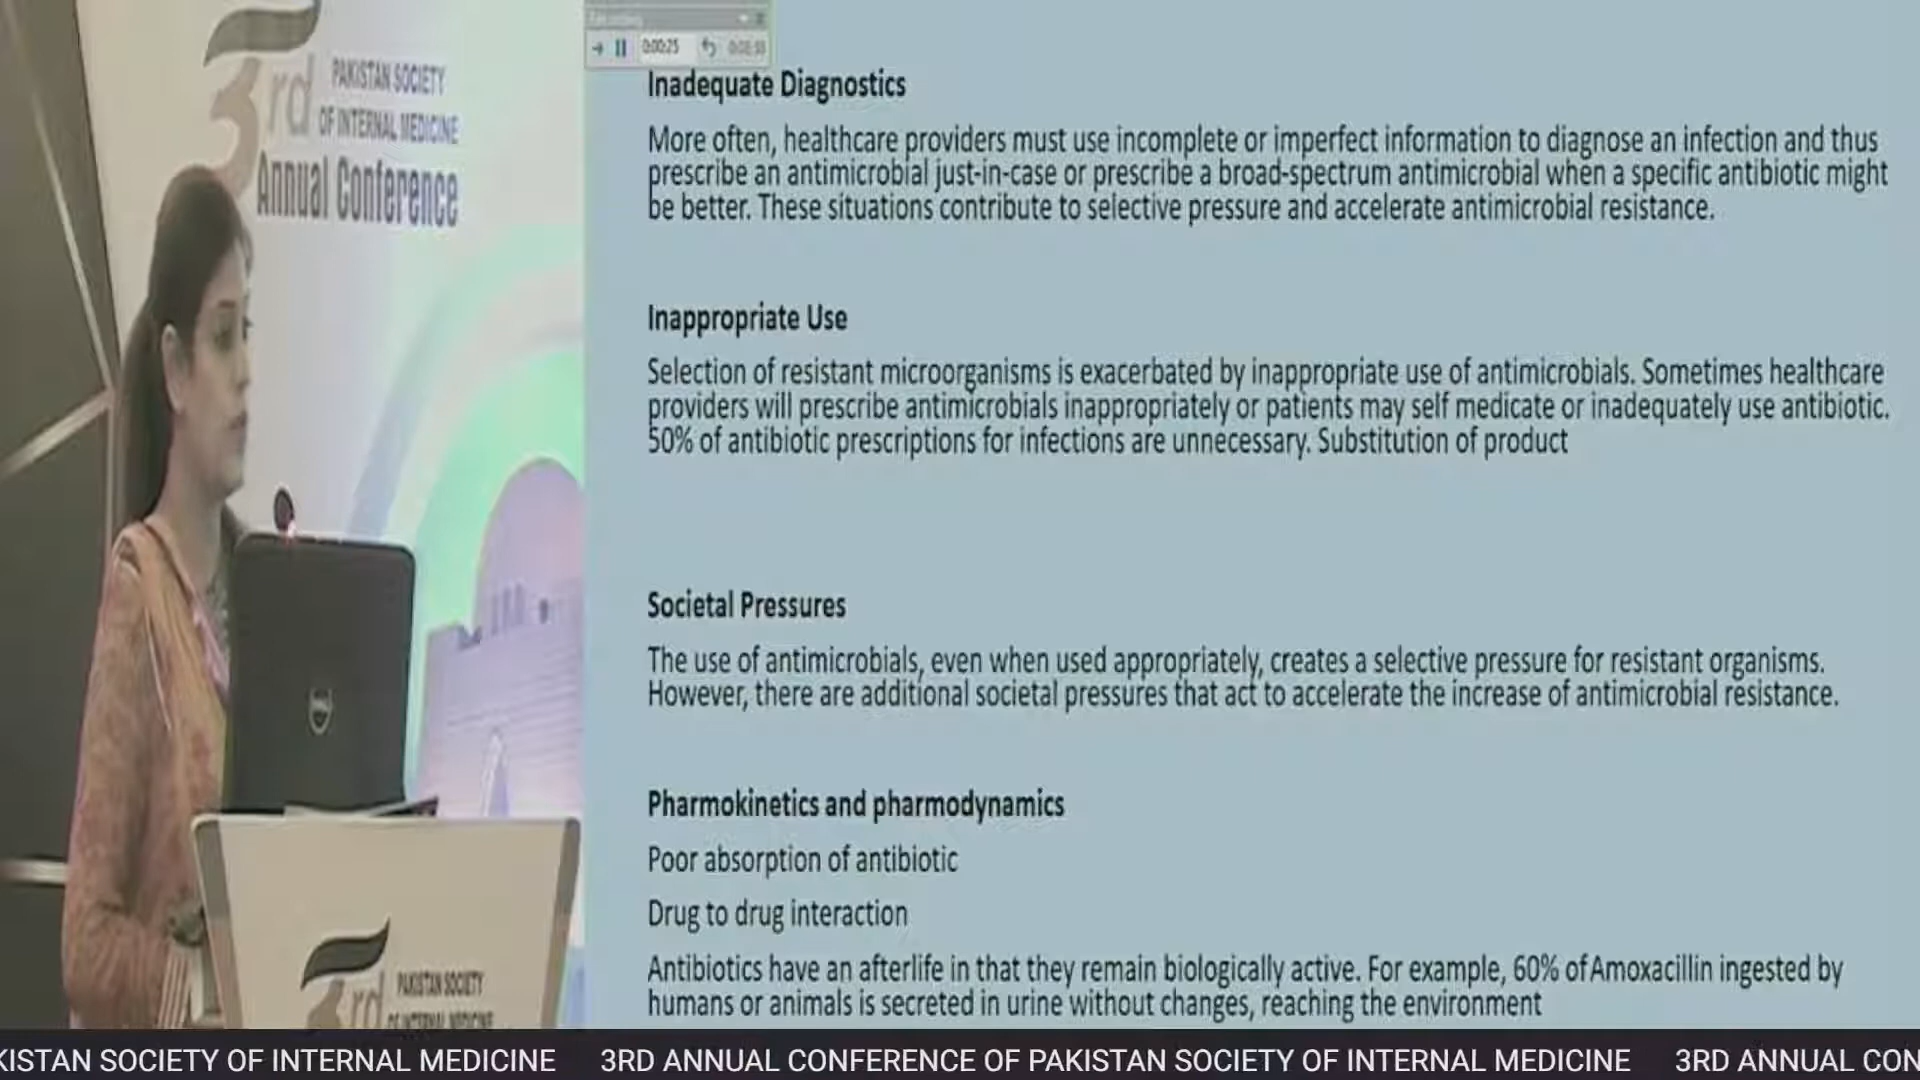 rd PAKISTAN SOCIETY
OF INTERNAL MEDICINE
Annual Conference
0:00:25
Inadequate Diagnostics
More often, healthcare providers must use incomplete or imperfect information to diagnose an infection and thus
prescribe an antimicrobial just-in-case or prescribe a broad-spectrum antimicrobial when a specific antibiotic might
be better. These situations contribute to selective pressure and accelerate antimicrobial resistance.
Inappropriate Use
Selection of resistant microorganisms is exacerbated by inappropriate use of antimicrobials. Sometimes healthcare
providers will prescribe antimicrobials inappropriately or patients may self medicate or inadequately use antibiotic.
50% of antibiotic prescriptions for infections are unnecessary. Substitution of product
Societal Pressures
The use of antimicrobials, even when used appropriately, creates a selective pressure for resistant organisms.
However, there are additional societal pressures that act to accelerate the increase of antimicrobial resistance.
Pharmokinetics and pharmodynamics
Poor absorption of antibiotic
Drug to drug interaction
Antibiotics have an afterlife in that they remain biologically active. For example, 60% of Amoxacillin ingested by
humans or animals is secreted in urine without changes, reaching the environment
3rd PAKISTAN SOCIETY
OF INTERNAL MEDICINE
KISTAN SOCIETY OF INTERNAL MEDICINE 3RD ANNUAL CONFERENCE OF PAKISTAN SOCIETY OF INTERNAL MEDICINE 3RD ANNUAL CON